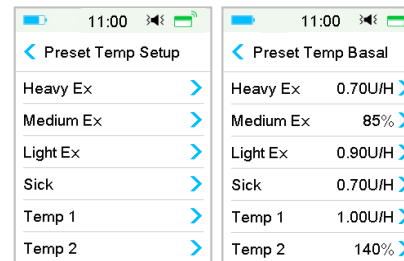 11:00
Preset Temp Setup
Heavy Ex
Medium Ex
Light Ex
Sick
Temp 1
Temp 2
11:00
Preset Temp Basal
Heavy Ex 0.70U/H
Medium Ex 85%
Light Ex 0.90U/H
Sick 0.70U/H
Temp 1 1.00U/H
Temp 2 140%